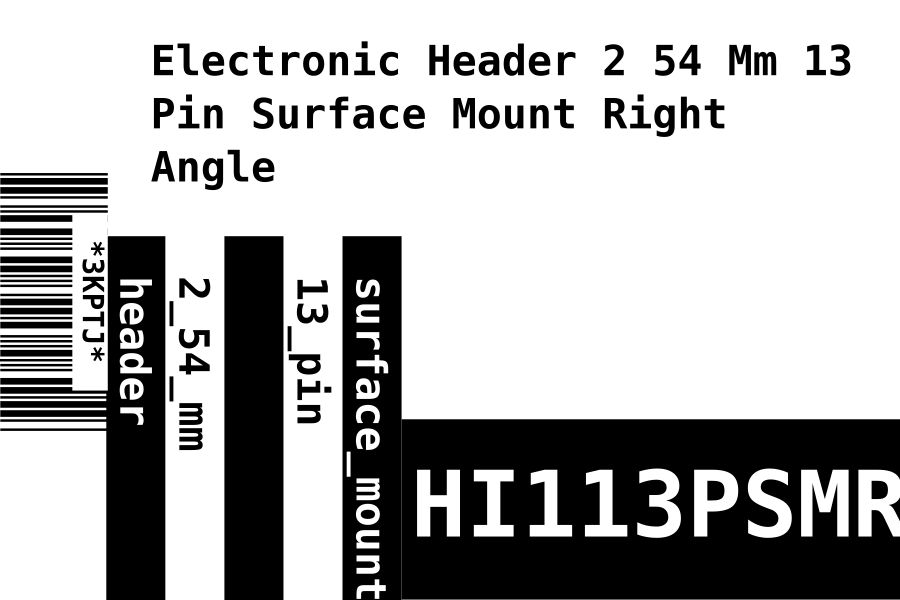 Electronic Header 2 54 Mm 13
Pin Surface Mount Right
Angle
*3KPTJ*
header
2_54_mm
13_pin
surface_mount
HI113PSMR